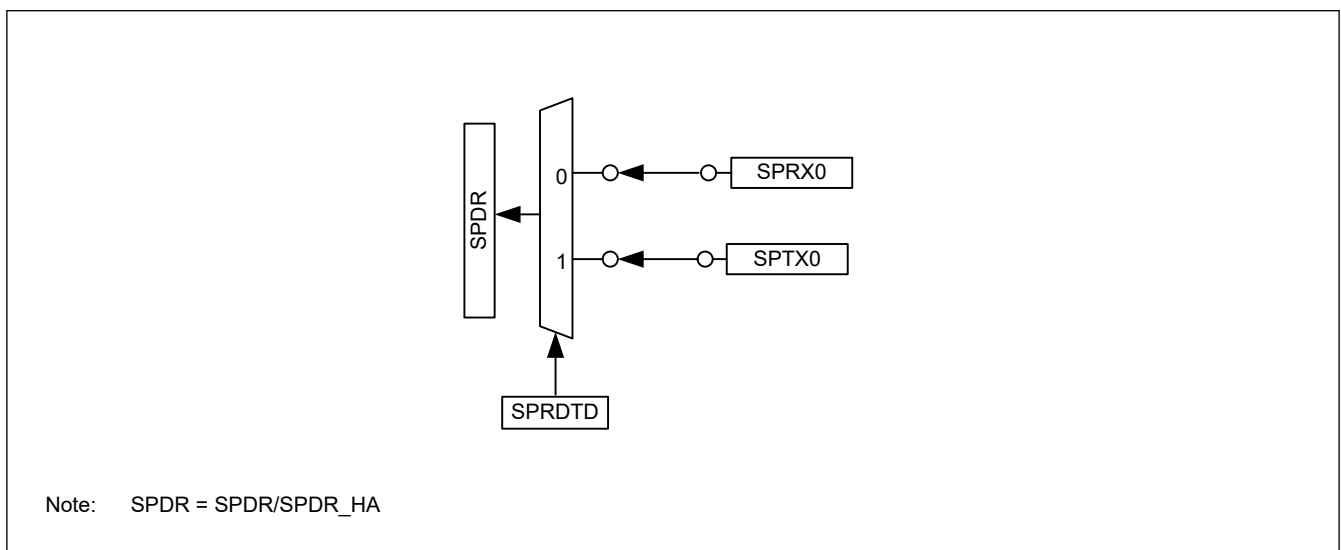 0
SPRX0
SPDR
1
SPTX0
SPRDTD
Note: SPDR = SPDR/SPDR_HA